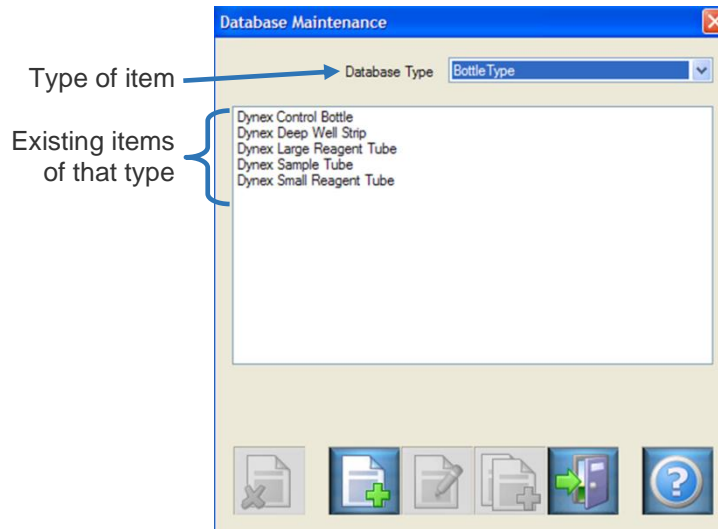 Database Maintenance
Type of item
Database Type BottleType
Existing items
of that type
Dynex Control Bottle
Dynex Deep Well Strip
Dynex Large Reagent Tube
Dynex Sample Tube
Dynex Small Reagent Tube
?